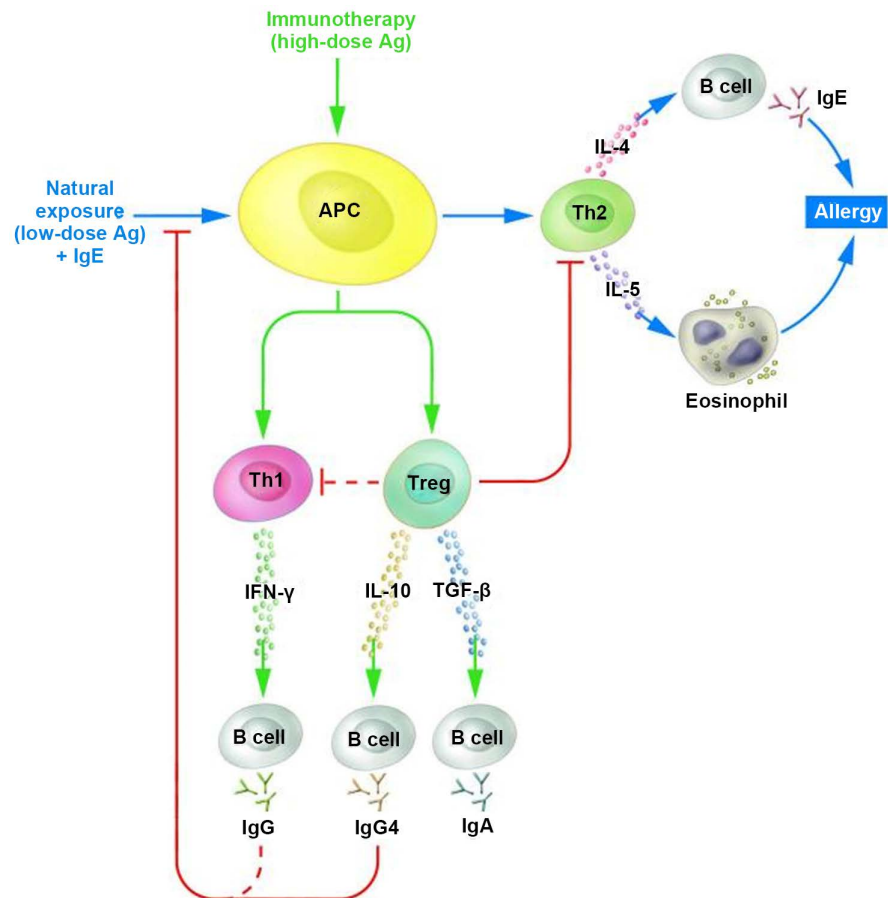 Immunotherapy
(high-dose Ag)
B cell
IgE
IL-4
Natural
exposure
(low-dose Ag)
+ IgE
APC
Th2
Allergy
IL-5
Eosinophil
Th1
Treg
IFN-γ
IL-10
TGF-β
B cell
B cell
B cell
IgG
IgG4
IgA